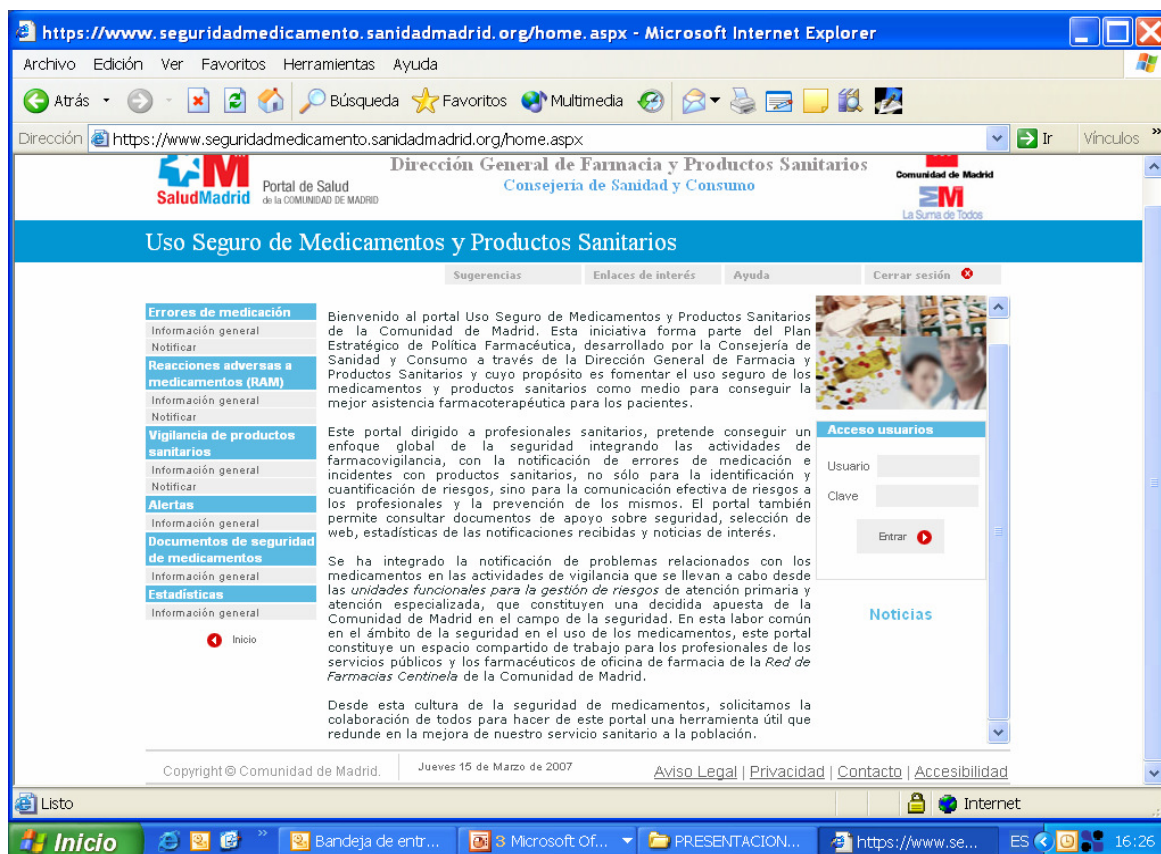 https://www.seguridadmedicamento.sanidadmadrid.org/home.aspx - Microsoft Internet Explorer
Archivo Edición Ver Favoritos Herramientas Ayuda
Atrás Búsqueda Favoritos Multimedia
Dirección https://www.seguridadmedicamento.sanidadmadrid.org/home.aspx Ir Vínculos »
SaludMadrid
Portal de Salud
de la COMUNIDAD DE MADRID
Dirección General de Farmacia y Productos Sanitarios
Consejería de Sanidad y Consumo
Comunidad de Madrid
EM
La Suma de Todos
Uso Seguro de Medicamentos y Productos Sanitarios
Sugerencias Enlaces de interés Ayuda Cerrar sesión
Errores de medicación
Información general
Notificar
Reacciones adversas a
medicamentos (RAM)
Información general
Notificar
Vigilancia de productos
sanitarios
Información general
Notificar
Alertas
Información general
Documentos de seguridad
de medicamentos
Información general
Estadísticas
Información general
Inicio
Bienvenido al portal Uso Seguro de Medicamentos y Productos Sanitarios
de la Comunidad de Madrid. Esta iniciativa forma parte del Plan
Estratégico de Política Farmacéutica, desarrollado por la Consejería de
Sanidad y Consumo a través de la Dirección General de Farmacia y
Productos Sanitarios y cuyo propósito es fomentar el uso seguro de los
medicamentos y productos sanitarios como medio para conseguir la
mejor asistencia farmacoterapéutica para los pacientes.
Este portal dirigido a profesionales sanitarios, pretende conseguir un
enfoque global de la seguridad integrando las actividades de
farmacovigilancia, con la notificación de errores de medicación e
incidentes con productos sanitarios, no sólo para la identificación y
cuantificación de riesgos, sino para la comunicación efectiva de riesgos a
los profesionales y la prevención de los mismos. El portal también
permite consultar documentos de apoyo sobre seguridad, selección de
web, estadísticas de las notificaciones recibidas y noticias de interés.
Se ha integrado la notificación de problemas relacionados con los
medicamentos en las actividades de vigilancia que se llevan a cabo desde
las unidades funcionales para la gestión de riesgos de atención primaria y
atención especializada, que constituyen una decidida apuesta de la
Comunidad de Madrid en el campo de la seguridad. En esta labor común
en el ámbito de la seguridad en el uso de los medicamentos, este portal
constituye un espacio compartido de trabajo para los profesionales de los
servicios públicos y los farmacéuticos de oficina de farmacia de la Red de
Farmacias Centinela de la Comunidad de Madrid.
Desde esta cultura de la seguridad de medicamentos, solicitamos la
colaboración de todos para hacer de este portal una herramienta útil que
redunde en la mejora de nuestro servicio sanitario a la población.
Acceso usuarios
Usuario
Clave
Entrar
Noticias
Copyright © Comunidad de Madrid. Jueves 15 de Marzo de 2007 Aviso Legal | Privacidad | Contacto | Accesibilidad
Listo Internet
Inicio » Bandeja de entr... 3 Microsoft Of... PRESENTACION... https://www.se... ES 16:26